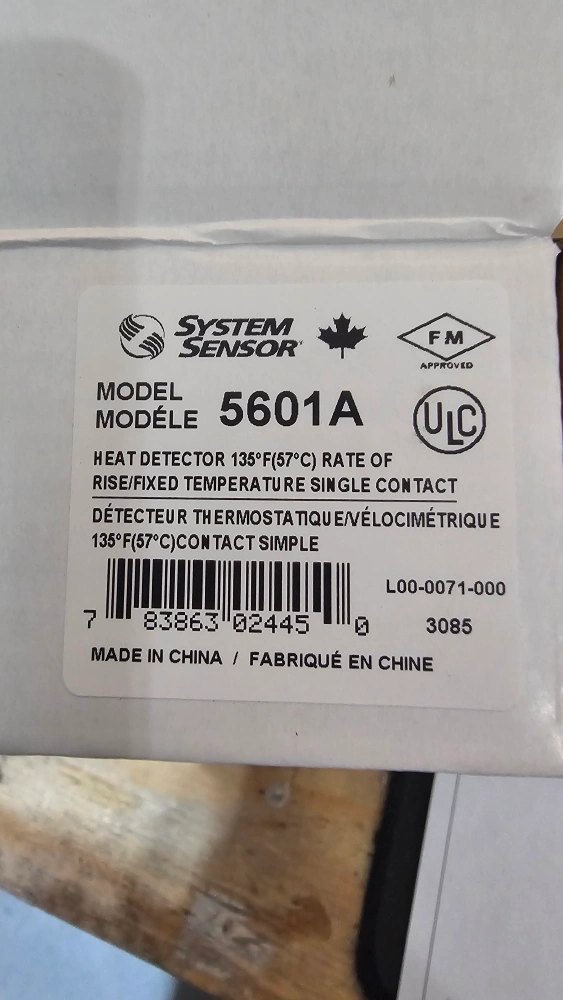 SYSTEM
SENSOR
FM
APPROVED
MODEL
MODÉLE 5601A
ULC
HEAT DETECTOR 135°F(57°C) RATE OF
RISE/FIXED TEMPERATURE SINGLE CONTACT
DÉTECTEUR THERMOSTATIQUE/VÉLOCIMÉTRIQUE
135°F(57°C)CONTACT SIMPLE
L00-0071-000
7 83863 02445 0
3085
MADE IN CHINA / FABRIQUÉ EN CHINE